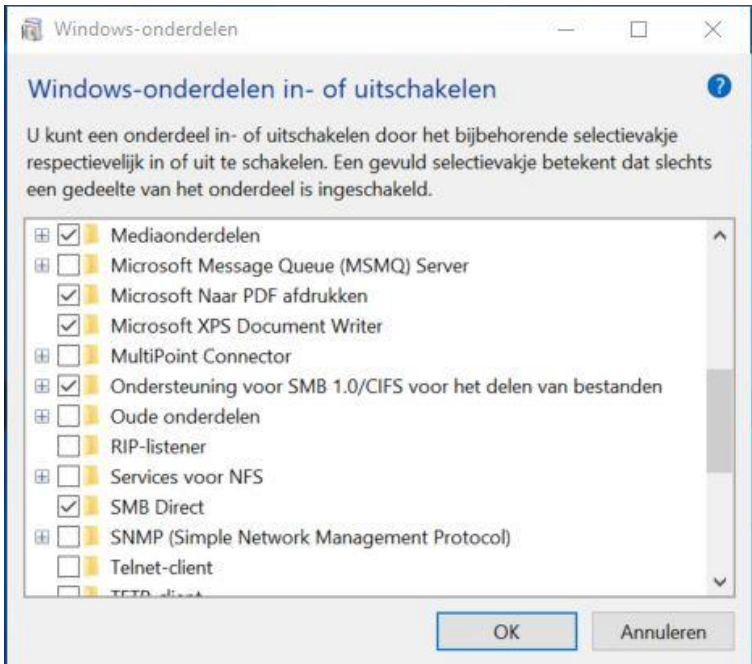 Windows-onderdelen
Windows-onderdelen in- of uitschakelen
U kunt een onderdeel in- of uitschakelen door het bijbehorende selectievakje
respectievelijk in of uit te schakelen. Een gevuld selectievakje betekent dat slechts
een gedeelte van het onderdeel is ingeschakeld.
Mediaonderdelen
Microsoft Message Queue (MSMQ) Server
Microsoft Naar PDF afdrukken
Microsoft XPS Document Writer
MultiPoint Connector
Ondersteuning voor SMB 1.0/CIFS voor het delen van bestanden
Oude onderdelen
RIP-listener
Services voor NFS
SMB Direct
SNMP (Simple Network Management Protocol)
Telnet-client
OK
Annuleren